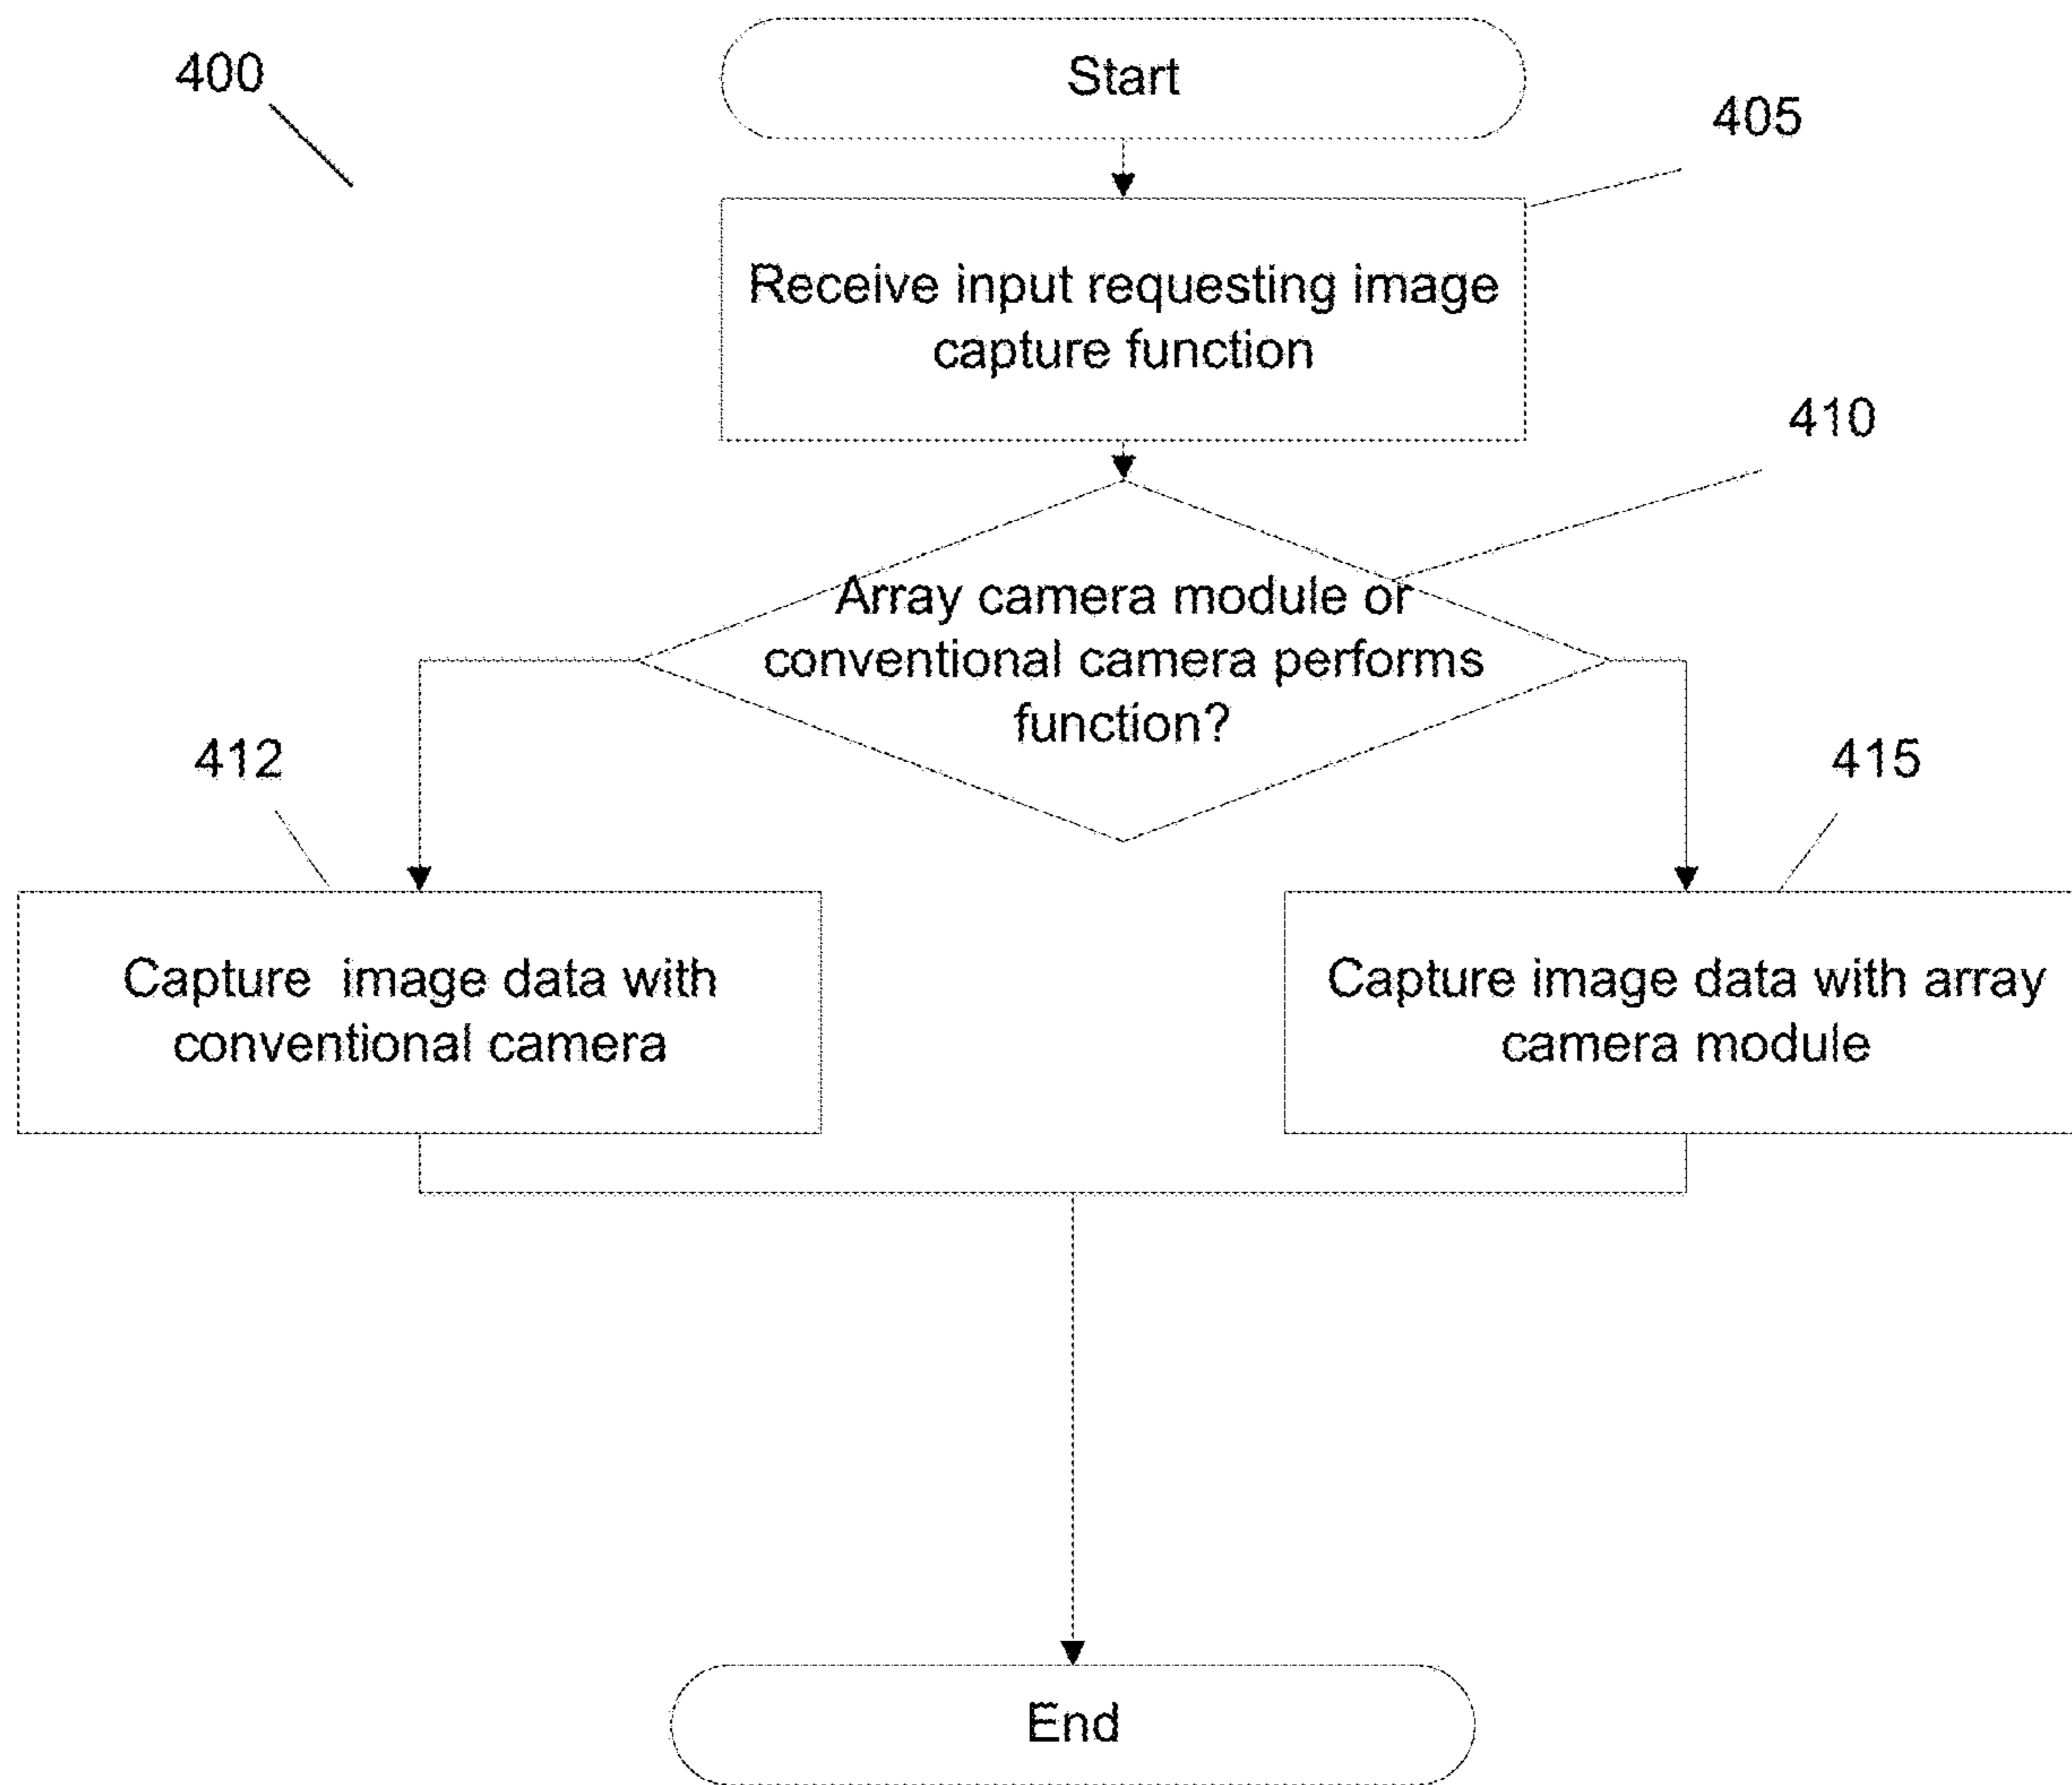 400
Start
405
Receive input requesting image
capture function
410
Array camera module or
conventional camera performs
function?
412
415
Capture image data with
conventional camera
Capture image data with array
camera module
End